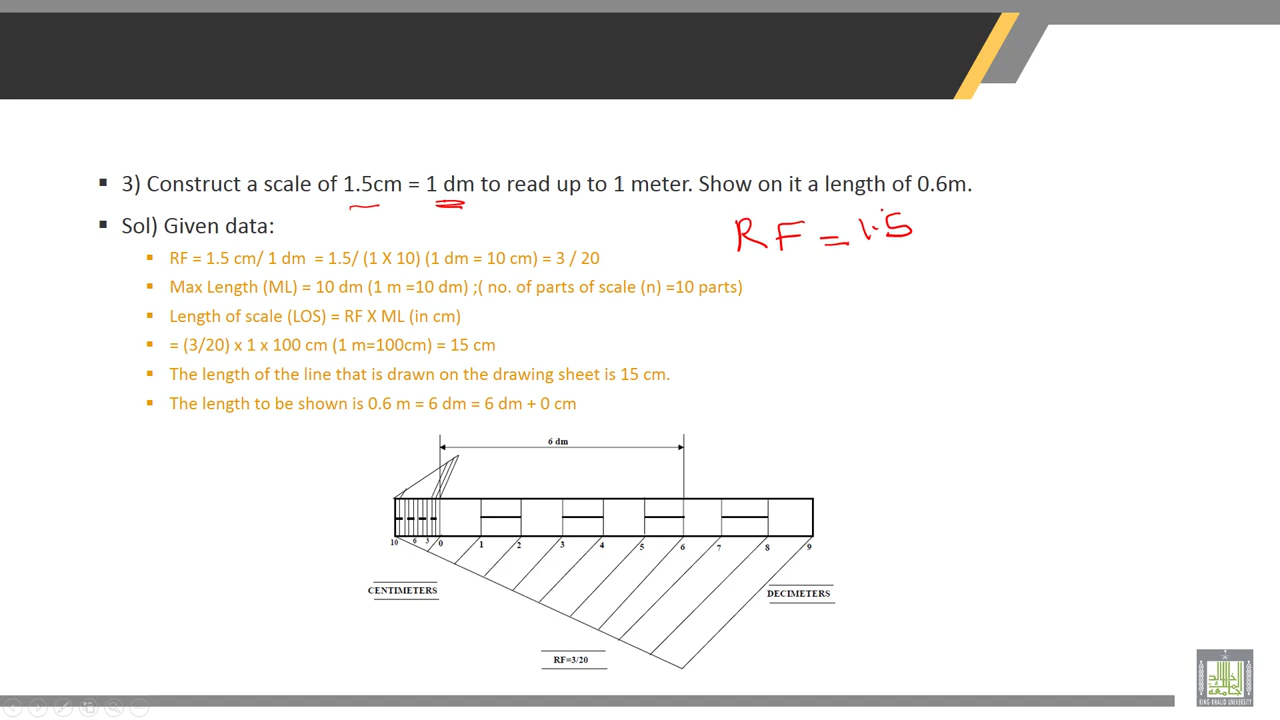 3) Construct a scale of 1.5cm = 1 dm to read up to 1 meter. Show on it a length of 0.6m.
Sol) Given data:
RF = 1.5
RF = 1.5 cm/ 1 dm = 1.5/ (1 X 10) (1 dm = 10 cm) = 3 / 20
Max Length (ML) = 10 dm (1 m =10 dm) ;( no. of parts of scale (n) =10 parts)
Length of scale (LOS) = RF X ML (in cm)
= (3/20) x 1 x 100 cm (1 m=100cm) = 15 cm
The length of the line that is drawn on the drawing sheet is 15 cm.
The length to be shown is 0.6 m = 6 dm = 6 dm + 0 cm
6 dm
10 6 3 0 1 2 3 4 5 6 7 8 9
CENTIMETERS
DECIMETERS
RF=3/20
KING KHALID UNIVERSITY